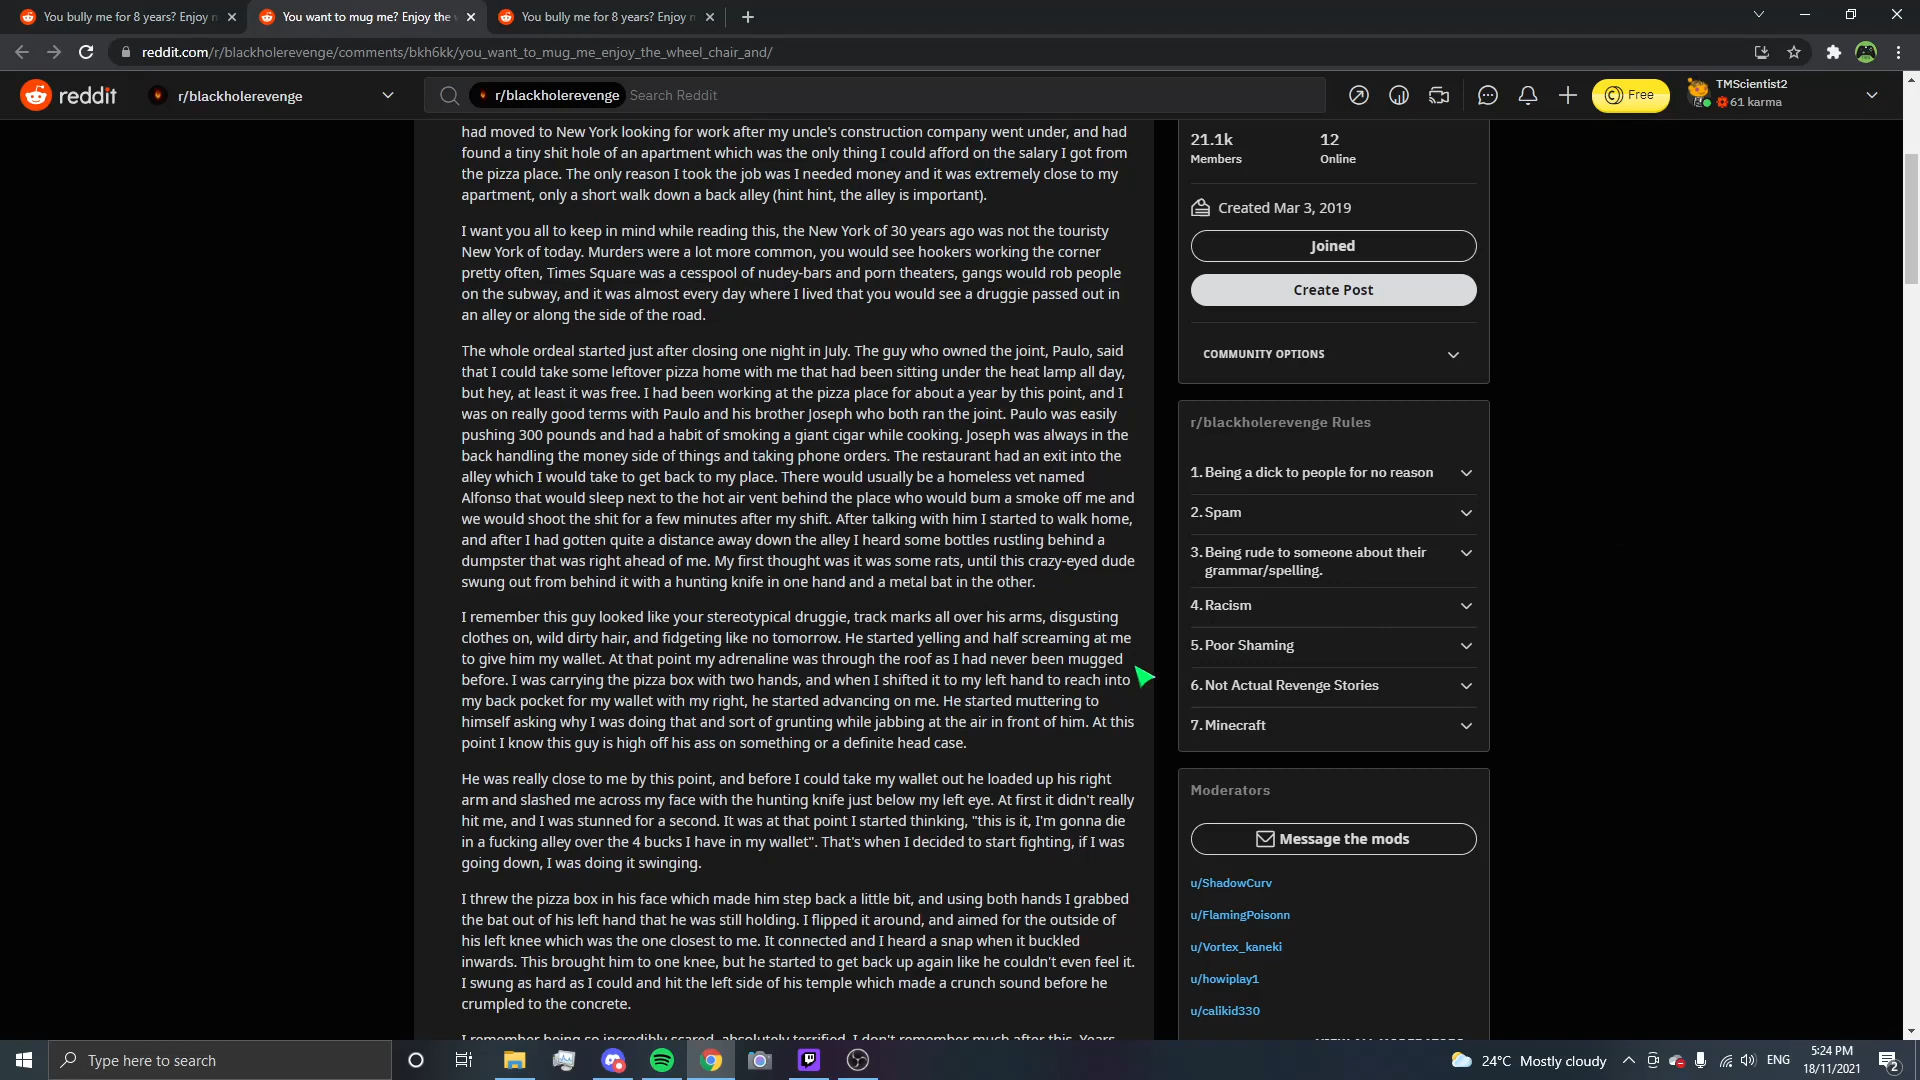 You bully me for 8 years? Enjoy m
You want to mug me? Enjoy the w
You bully me for 8 years? Enjoy m
reddit.com/r/blackholerevenge/comments/bkh6kk/you_want_to_mug_me_enjoy_the_wheel_chair_and/
reddit
r/blackholerevenge
r/blackholerevenge
Search Reddit
Free
TMScientist2
61 karma
had moved to New York looking for work after my uncle's construction company went under, and had
found a tiny shit hole of an apartment which was the only thing I could afford on the salary I got from
the pizza place. The only reason I took the job was I needed money and it was extremely close to my
apartment, only a short walk down a back alley (hint hint, the alley is important).
I want you all to keep in mind while reading this, the New York of 30 years ago was not the touristy
New York of today. Murders were a lot more common, you would see hookers working the corner
pretty often, Times Square was a cesspool of nudey-bars and porn theaters, gangs would rob people
on the subway, and it was almost every day where I lived that you would see a druggie passed out in
an alley or along the side of the road.
The whole ordeal started just after closing one night in July. The guy who owned the joint, Paulo, said
that I could take some leftover pizza home with me that had been sitting under the heat lamp all day,
but hey, at least it was free. I had been working at the pizza place for about a year by this point, and I
was on really good terms with Paulo and his brother Joseph who both ran the joint. Paulo was easily
pushing 300 pounds and had a habit of smoking a giant cigar while cooking. Joseph was always in the
back handling the money side of things and taking phone orders. The restaurant had an exit into the
alley which I would take to get back to my place. There would usually be a homeless vet named
Alfonso that would sleep next to the hot air vent behind the place who would bum a smoke off me and
we would shoot the shit for a few minutes after my shift. After talking with him I started to walk home,
and after I had gotten quite a distance away down the alley I heard some bottles rustling behind a
dumpster that was right ahead of me. My first thought was it was some rats, until this crazy-eyed dude
swung out from behind it with a hunting knife in one hand and a metal bat in the other.
I remember this guy looked like your stereotypical druggie, track marks all over his arms, disgusting
clothes on, wild dirty hair, and fidgeting like no tomorrow. He started yelling and half screaming at me
to give him my wallet. At that point my adrenaline was through the roof as I had never been mugged
before. I was carrying the pizza box with two hands, and when I shifted it to my left hand to reach into
my back pocket for my wallet with my right, he started advancing on me. He started muttering to
himself asking why I was doing that and sort of grunting while jabbing at the air in front of him. At this
point I know this guy is high off his ass on something or a definite head case.
He was really close to me by this point, and before I could take my wallet out he loaded up his right
arm and slashed me across my face with the hunting knife just below my left eye. At first it didn't really
hit me, and I was stunned for a second. It was at that point I started thinking, "this is it, I'm gonna die
in a fucking alley over the 4 bucks I have in my wallet". That's when I decided to start fighting, if I was
going down, I was doing it swinging.
I threw the pizza box in his face which made him step back a little bit, and using both hands I grabbed
the bat out of his left hand that he was still holding. I flipped it around, and aimed for the outside of
his left knee which was the one closest to me. It connected and I heard a snap when it buckled
inwards. This brought him to one knee, but he started to get back up again like he couldn't even feel it.
I swung as hard as I could and hit the left side of his temple which made a crunch sound before he
crumpled to the concrete.
I remember being so incredibly scared, absolutely terrified. I don't remember much after this. Years
21.1k
Members
12
Online
Created Mar 3, 2019
Joined
Create Post
COMMUNITY OPTIONS
r/blackholerevenge Rules
1. Being a dick to people for no reason
2. Spam
3. Being rude to someone about their
grammar/spelling.
4. Racism
5. Poor Shaming
6. Not Actual Revenge Stories
7. Minecraft
Moderators
Message the mods
u/ShadowCurv
u/FlamingPoisonn
u/Vortex_kaneki
u/howiplay1
u/calikid330
VIEW ALL MODERATORS
Type here to search
24°C Mostly cloudy
ENG
5:24 PM
18/11/2021
2